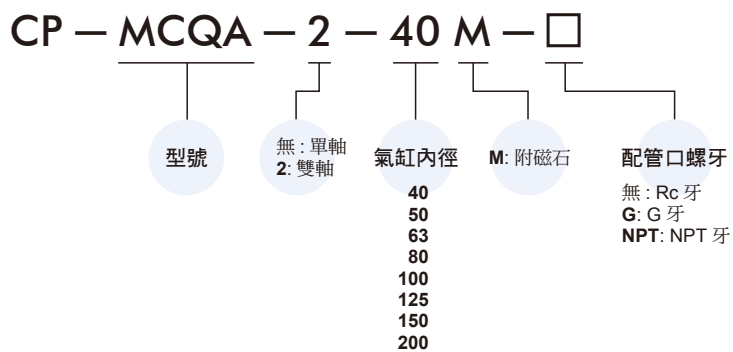 CP — MCQA — 2 — 40 M — □
型號
無 : 單軸
2: 雙軸
氣缸內徑
40
50
63
80
100
125
150
200
M: 附磁石
配管口螺牙
無 : Rc 牙
G: G 牙
NPT: NPT 牙